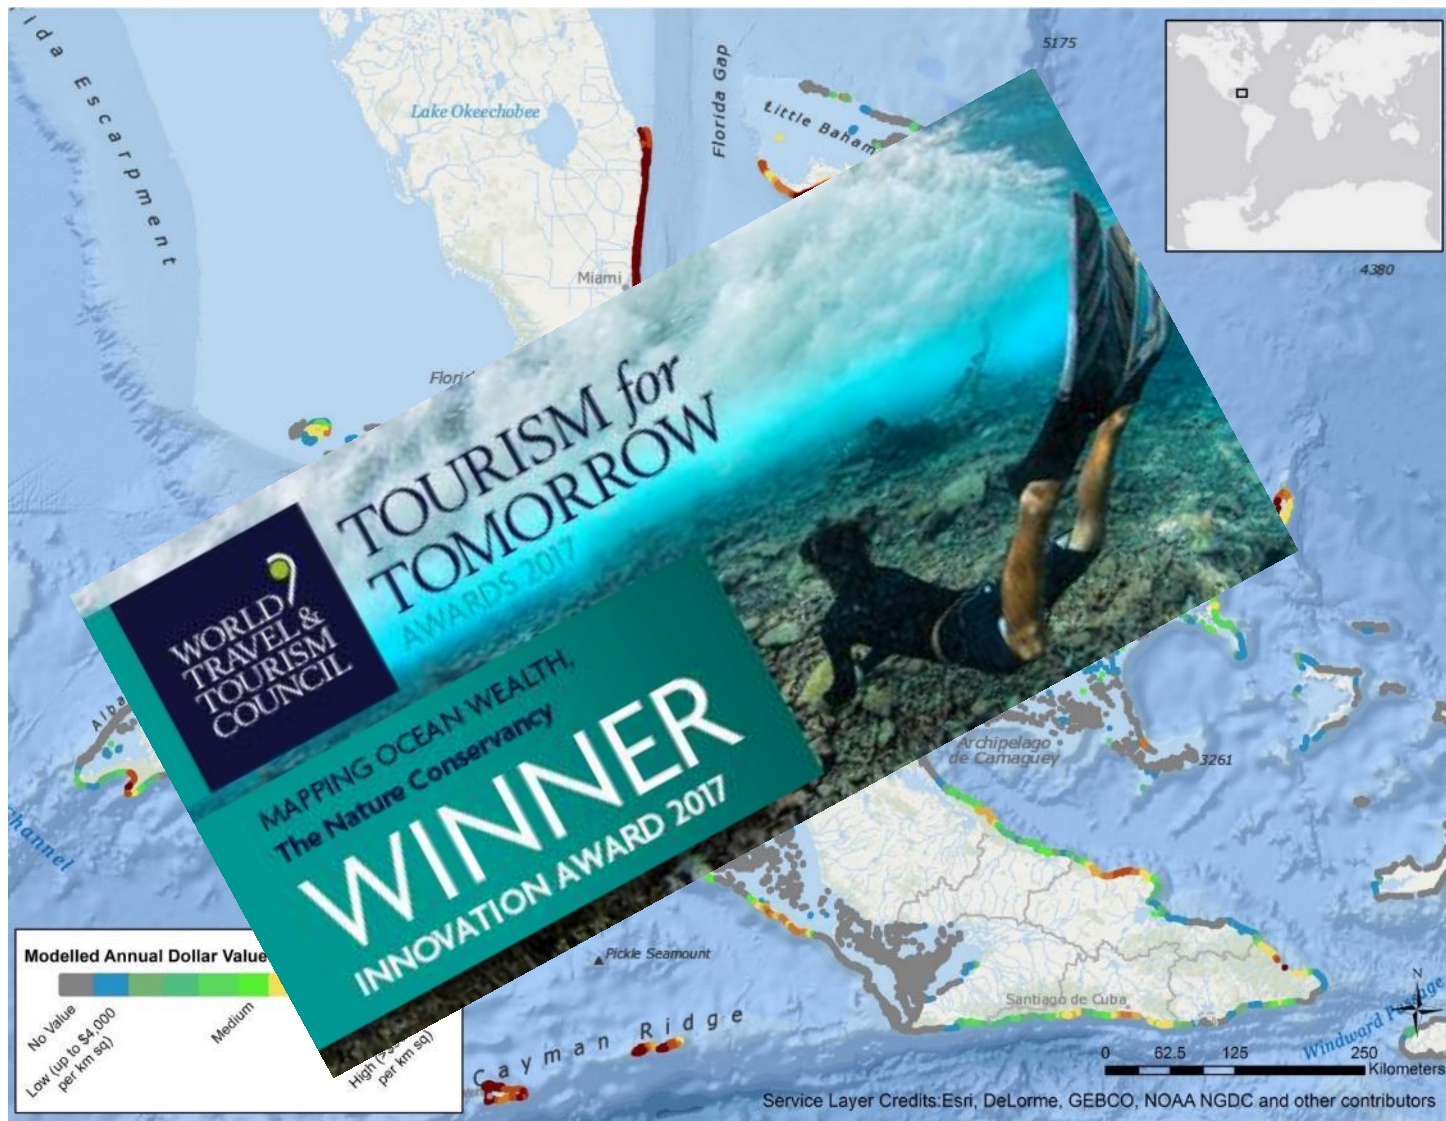 Escarpment
Lake Okeechobee
Florida Gap
Little Baham
5175
4380
Miami
TOURISM for
TOMORROW
AWARDS 2017
WORLD
TRAVEL &
TOURISM
COUNCIL
MAPPING OCEAN WEALTH,
The Nature Conservancy
WINNER
INNOVATION AWARD 2017
Archipelago
de Camaguey
3261
Channel
Pickle Seamount
Santiago de Cuba
Cayman Ridge
Windward Passage
N
Modelled Annual Dollar Value
No Value
Low (up to $4,000
per km sq)
Medium
per km sq)
0 62.5 125 250
Kilometers
Service Layer Credits:Esri, DeLorme, GEBCO, NOAA NGDC and other contributors